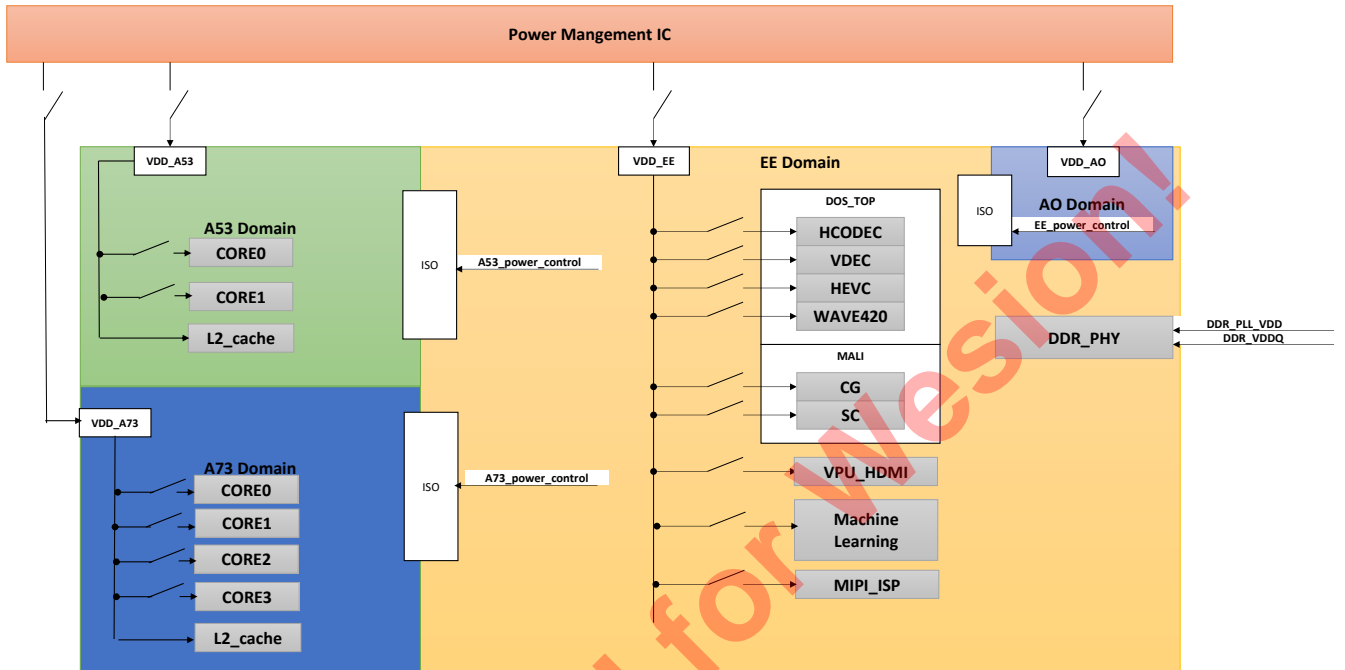 Power Mangement IC
VDD_A53
VDD_EE
EE Domain
VDD_AO
A53 Domain
CORE0
CORE1
L2_cache
ISO
A53_power_control
DOS_TOP
HCODEC
VDEC
HEVC
WAVE420
MALI
CG
SC
ISO
AO Domain
EE_power_control
DDR_PHY
DDR_PLL_VDD
DDR_VDDQ
VDD_A73
A73 Domain
CORE0
CORE1
CORE2
CORE3
L2_cache
ISO
A73_power_control
VPU_HDMI
Machine
Learning
MIPI_ISP
for Wesion!